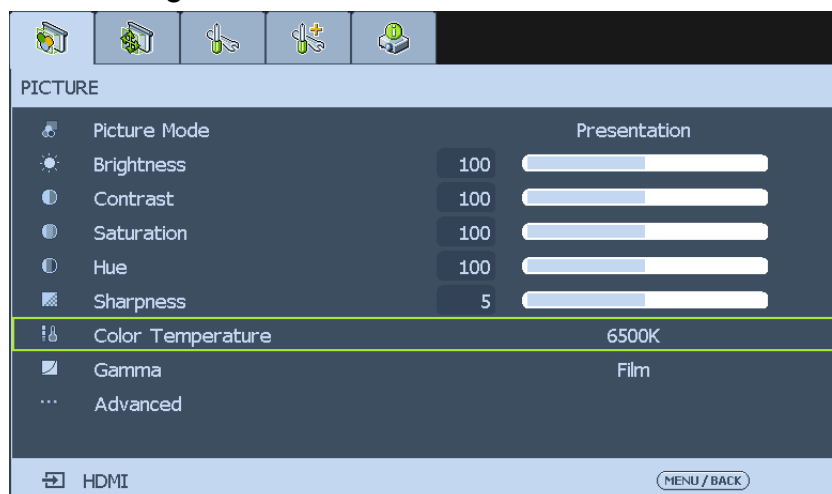 PICTURE
Picture Mode Presentation
Brightness 100
Contrast 100
Saturation 100
Hue 100
Sharpness 5
Color Temperature 6500K
Gamma Film
Advanced
HDMI MENU / BACK